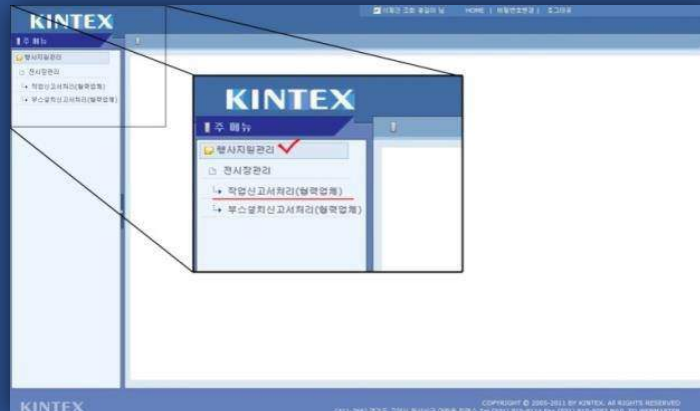 KINTEX
HOME
주 메뉴
행사지원관리
전시장관리
작업신고서처리(협력업체)
부스설치신고서처리(협력업체)
KINTEX
주 메뉴
행사지원관리
전시장관리
작업신고서처리(협력업체)
부스설치신고서처리(협력업체)
KINTEX
COPYRIGHT © 2005-2011 BY KINTEX. All RIGHTS RESERVED